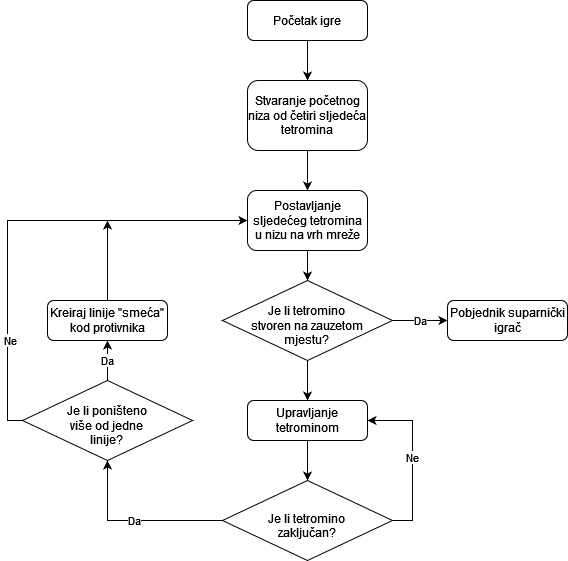 Početak igre
Stvaranje početnog
niza od četiri sljedeća
tetromina
Postavljanje
sljedećeg tetromina
u nizu na vrh mreže
Je li tetromino
stvoren na zauzetom
mjestu?
Da
Pobjednik suparnički
igrač
Upravljanje
tetrominom
Je li tetromino
zaključan?
Ne
Da
Je li poništeno
više od jedne
linije?
Da
Kreiraj linije "smeća"
kod protivnika
Ne